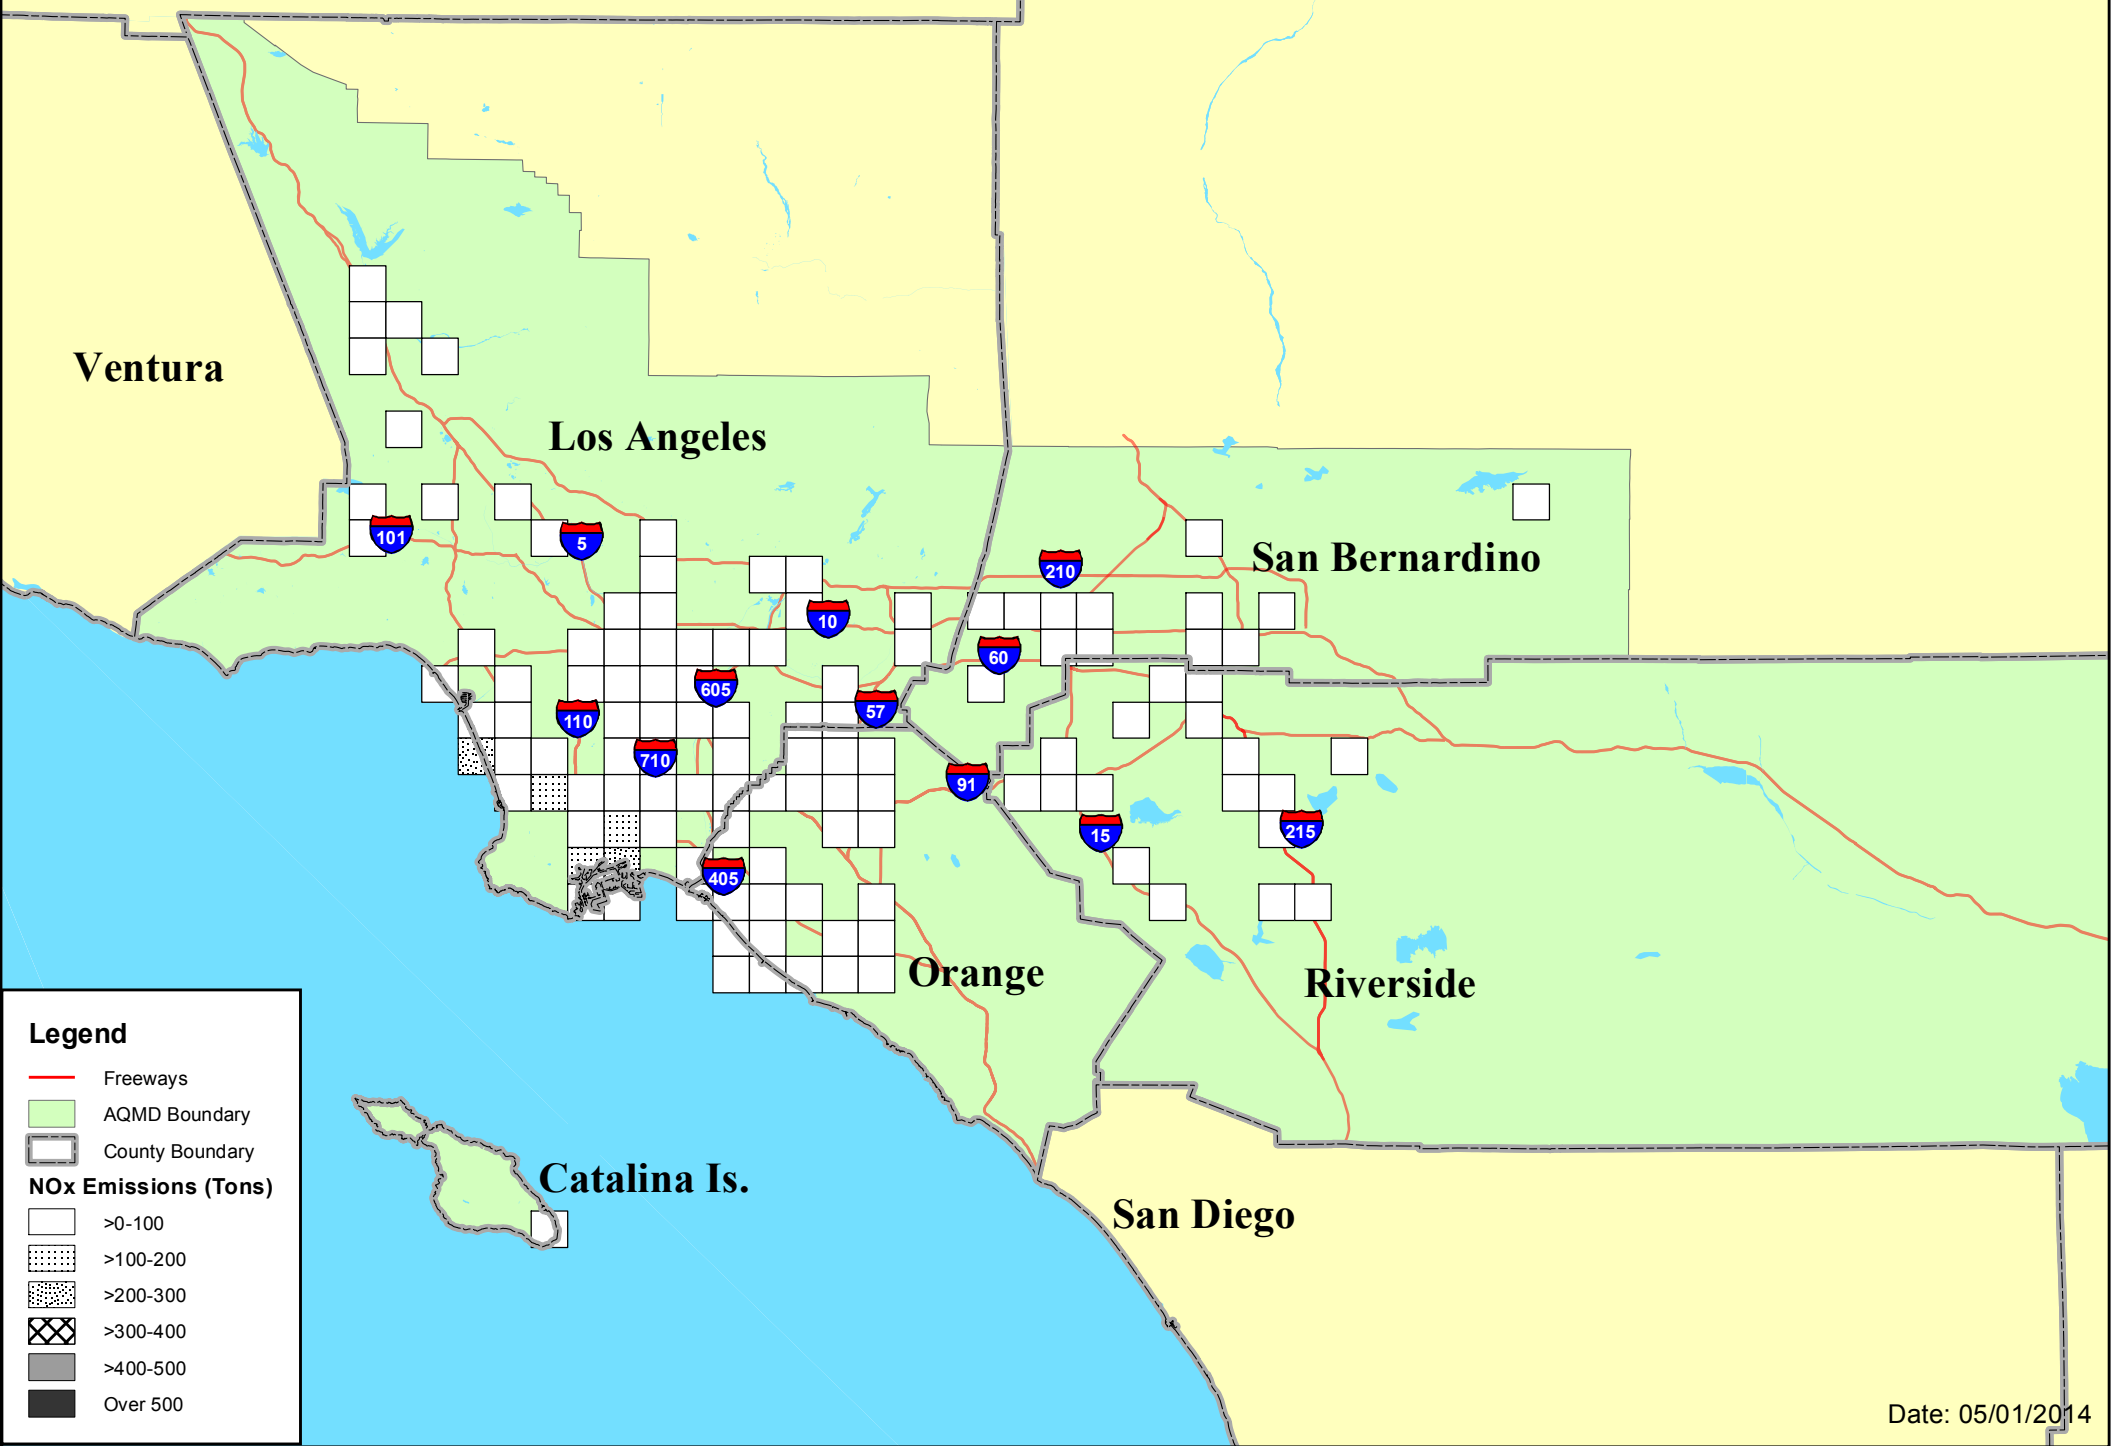 Ventura
Los Angeles
101
5
210
San Bernardino
10
60
605
57
110
710
91
15
215
405
Orange
Riverside
Catalina Is.
San Diego
Legend
Freeways
AQMD Boundary
County Boundary
NOx Emissions (Tons)
>0-100
>100-200
>200-300
>300-400
>400-500
Over 500
Date: 05/01/2014